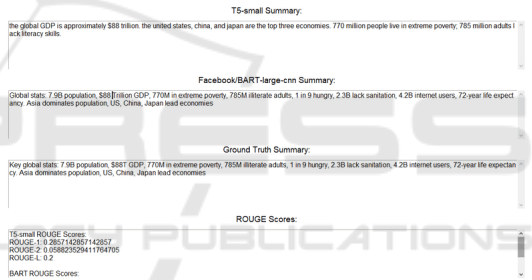 T5-small Summary:
the global GDP is approximately $88 trillion. the united states, china, and japan are the top three economies. 770 million people live in extreme poverty; 785 million adults l
ack literacy skills.
Facebook/BART-large-cnn Summary:
Global stats: 7.9B population, $88 Trillion GDP, 770M in extreme poverty, 785M illiterate adults, 1 in 9 hungry, 2.3B lack sanitation, 4.2B internet users, 72-year life expect
ancy. Asia dominates population, US, China, Japan lead economies
Ground Truth Summary:
Key global stats: 7.9B population, $88T GDP, 770M in extreme poverty, 785M illiterate adults, 1 in 9 hungry, 2.3B lack sanitation, 4.2B internet users, 72-year life expectan
cy. Asia dominates population, US, China, Japan lead economies
ROUGE Scores:
T5-small ROUGE Scores:
ROUGE-1: 0.2857142857142857
ROUGE-2: 0.058823529411764705
ROUGE-L: 0.2
BART ROUGE Scores:
PRESS
PUBLICATIONS